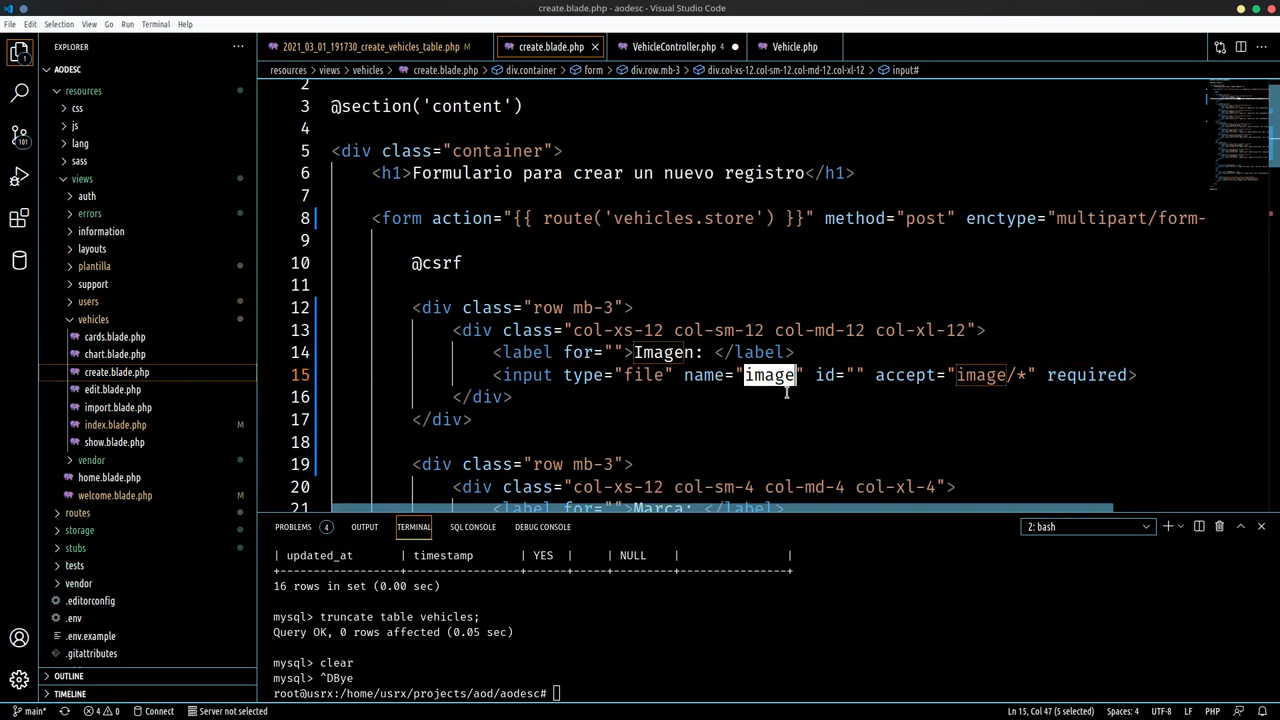 create.blade.php - aodesc - Visual Studio Code
File Edit Selection View Go Run Terminal Help
EXPLORER
2021_03_01_191730_create_vehicles_table.php
create.blade.php
VehicleController.php 4
Vehicle.php
resources > views > vehicles > create.blade.php > div.container > form > div.row.mb-3 > div.col-xs-12.col-sm-12.col-md-12.col-xl-12 > input#
AODESC
resources
css
js
lang
sass
views
auth
errors
information
layouts
plantilla
support
users
vehicles
cards.blade.php
chart.blade.php
create.blade.php
edit.blade.php
import.blade.php
index.blade.php M
show.blade.php
vendor
home.blade.php
welcome.blade.php M
routes
storage
stubs
tests
vendor
.editorconfig
.env
.env.example
.gitattributes
OUTLINE
TIMELINE
1
101
2
3 @section('content')
4
5 <div class="container">
6 <h1>Formulario para crear un nuevo registro</h1>
7
8 <form action="{{ route('vehicles.store') }}" method="post" enctype="multipart/form-
9
10 @csrf
11
12 <div class="row mb-3">
13 <div class="col-xs-12 col-sm-12 col-md-12 col-xl-12">
14 <label for="">Imagen: </label>
15 <input type="file" name="image" id="" accept="image/*" required>
16 </div>
17 </div>
18
19 <div class="row mb-3">
20 <div class="col-xs-12 col-sm-4 col-md-4 col-xl-4">
21 <label for="">Marca: </label>
PROBLEMS 4 OUTPUT TERMINAL SQL CONSOLE DEBUG CONSOLE
2: bash
| updated_at | timestamp | YES | | NULL | |
+-----------------+-----------------+------+-----+---------+----------------+
16 rows in set (0.00 sec)
mysql> truncate table vehicles;
Query OK, 0 rows affected (0.05 sec)
mysql> clear
mysql> ^DBye
root@usrx:/home/usrx/projects/aod/aodesc#
main* 4 0 Connect Server not selected
Ln 15, Col 47 (5 selected) Spaces: 4 UTF-8 LF PHP